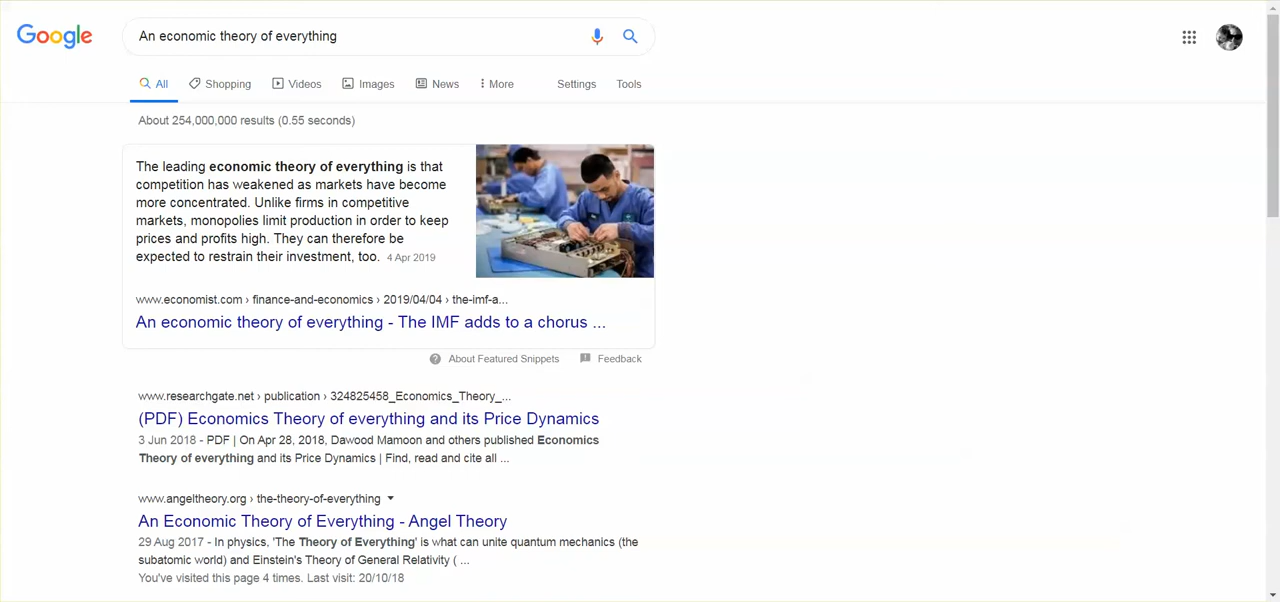 Google
An economic theory of everything
All Shopping Videos Images News More Settings Tools
About 254,000,000 results (0.55 seconds)
The leading economic theory of everything is that
competition has weakened as markets have become
more concentrated. Unlike firms in competitive
markets, monopolies limit production in order to keep
prices and profits high. They can therefore be
expected to restrain their investment, too. 4 Apr 2019
www.economist.com › finance-and-economics › 2019/04/04 › the-imf-a...
An economic theory of everything - The IMF adds to a chorus ...
About Featured Snippets Feedback
www.researchgate.net › publication › 324825458_Economics_Theory_...
(PDF) Economics Theory of everything and its Price Dynamics
3 Jun 2018 - PDF | On Apr 28, 2018, Dawood Mamoon and others published Economics
Theory of everything and its Price Dynamics | Find, read and cite all ...
www.angeltheory.org › the-theory-of-everything
An Economic Theory of Everything - Angel Theory
29 Aug 2017 - In physics, 'The Theory of Everything' is what can unite quantum mechanics (the
subatomic world) and Einstein's Theory of General Relativity ( ...
You've visited this page 4 times. Last visit: 20/10/18